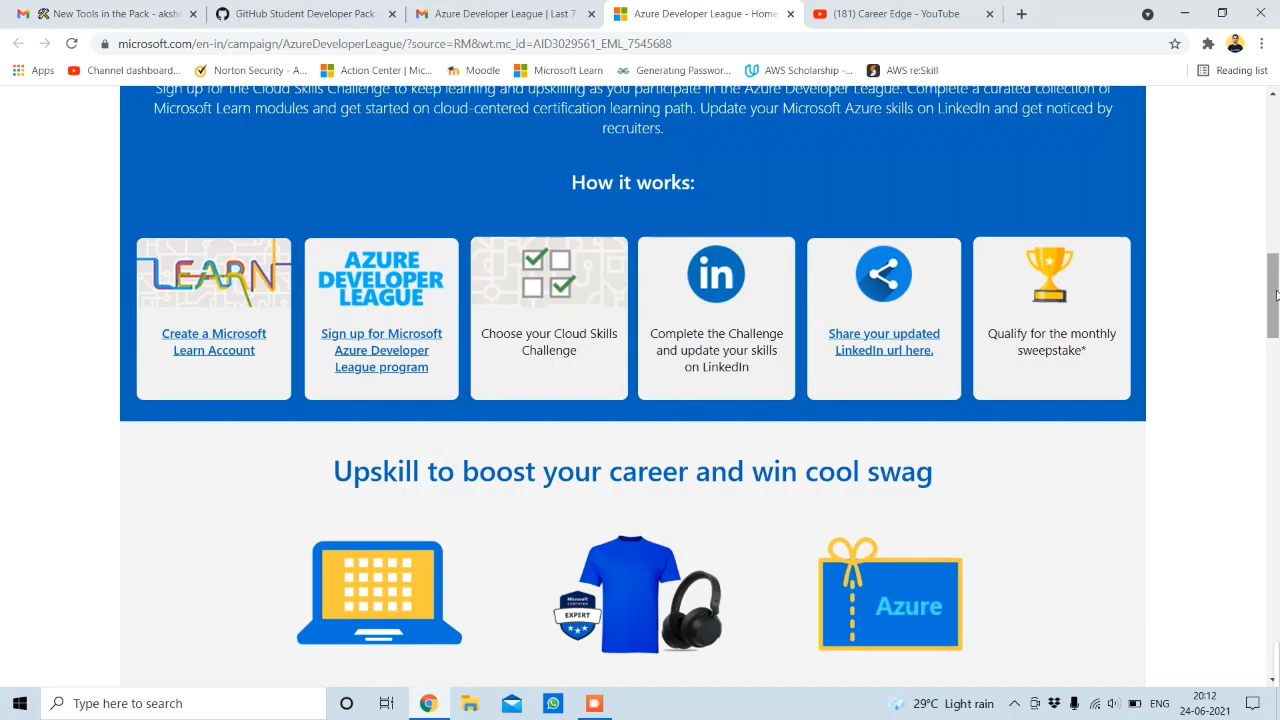 New Tools in the Pack - aksh
GitHub Student Developer Pack
Azure Developer League | Last 7
Azure Developer League - Home
(181) Career Edge - YouTube
microsoft.com/en-in/campaign/AzureDeveloperLeague/?source=RM8&wt.mc_id=AID3029561_EML_7545688
Apps
Channel dashboard...
Norton Security - A...
Action Center | Mic...
Moodle
Microsoft Learn
Generating Passwor...
AWS Scholarship -...
AWS re:Skill
Reading list
Sign up for the Cloud Skills Challenge to keep learning and upskilling as you participate in the Azure Developer League. Complete a curated collection of
Microsoft Learn modules and get started on cloud-centered certification learning path. Update your Microsoft Azure skills on LinkedIn and get noticed by
recruiters.
How it works:
LEARN
Create a Microsoft
Learn Account
AZURE
DEVELOPER
LEAGUE
Sign up for Microsoft
Azure Developer
League program
Choose your Cloud Skills
Challenge
in
Complete the Challenge
and update your skills
on LinkedIn
Share your updated
LinkedIn url here.
Qualify for the monthly
sweepstake*
Upskill to boost your career and win cool swag
Microsoft
CERTIFIED
EXPERT
Azure
Type here to search
29°C Light rain
ENG
20:12
24-06-2021